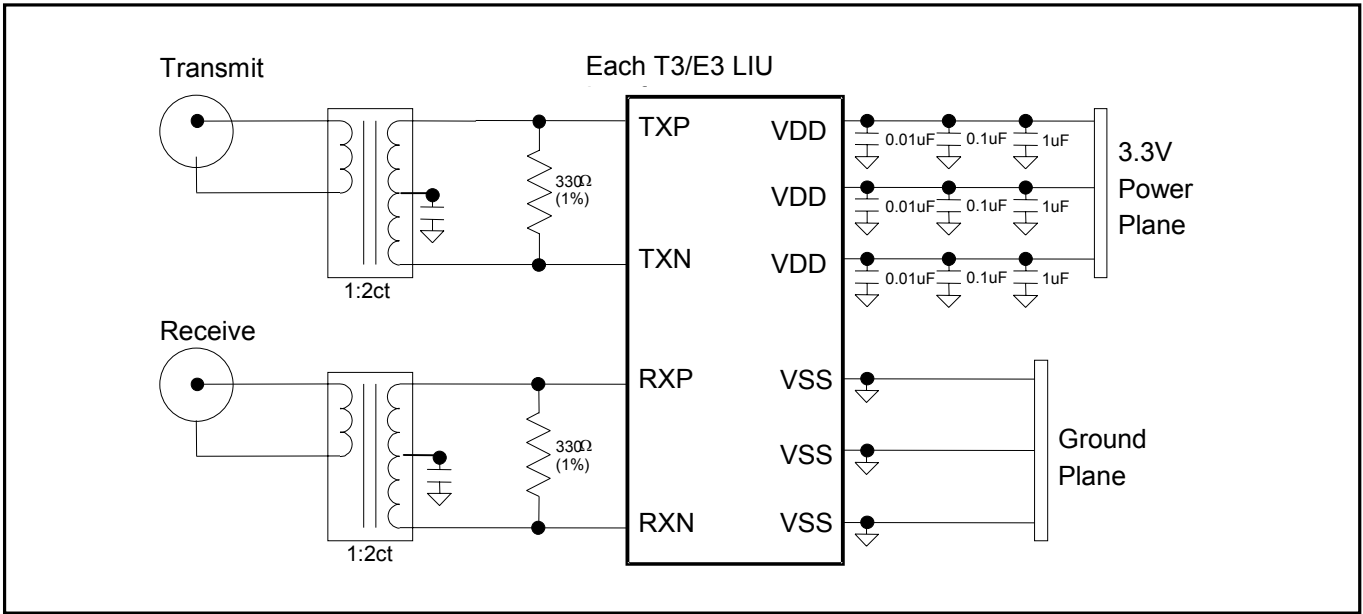 Transmit
Each T3/E3 LIU
TXP
VDD
0.01uF
0.1uF
1uF
330Ω
(1%)
VDD
0.01uF
0.1uF
1uF
3.3V
Power
Plane
TXN
VDD
0.01uF
0.1uF
1uF
1:2ct
Receive
RXP
VSS
330Ω
(1%)
VSS
Ground
Plane
RXN
VSS
1:2ct